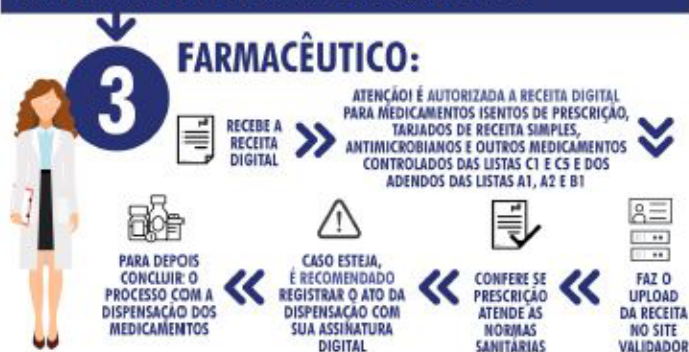 3
FARMACÊUTICO:
RECEBE A
RECEITA
DIGITAL
ATENÇÃO! É AUTORIZADA A RECEITA DIGITAL
PARA MEDICAMENTOS ISENTOS DE PRESCRIÇÃO,
TARJADOS DE RECEITA SIMPLES,
ANTIMICROBIANOS E OUTROS MEDICAMENTOS
CONTROLADOS DAS LISTAS C1 E C5 E DOS
ADENDOS DAS LISTAS A1, A2 E B1
FAZ O
UPLOAD
DA RECEITA
NO SITE
VALIDADOR
CONFERE SE
PRESCRIÇÃO
ATENDE AS
NORMAS
SANITÁRIAS
CASO ESTEJA,
É RECOMENDADO
REGISTRAR O ATO DA
DISPENSAÇÃO COM
SUA ASSINATURA
DIGITAL
PARA DEPOIS
CONCLUIR: O
PROCESSO COM A
DISPENSAÇÃO DOS
MEDICAMENTOS